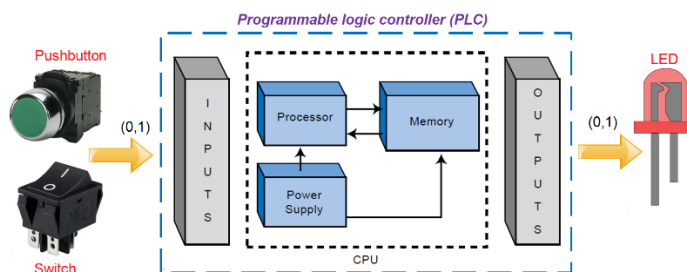 Programmable logic controller (PLC)
Pushbutton
LED
INPUTS
Processor
Memory
OUTPUTS
(0,1)
(0,1)
Power
Supply
CPU
Switch